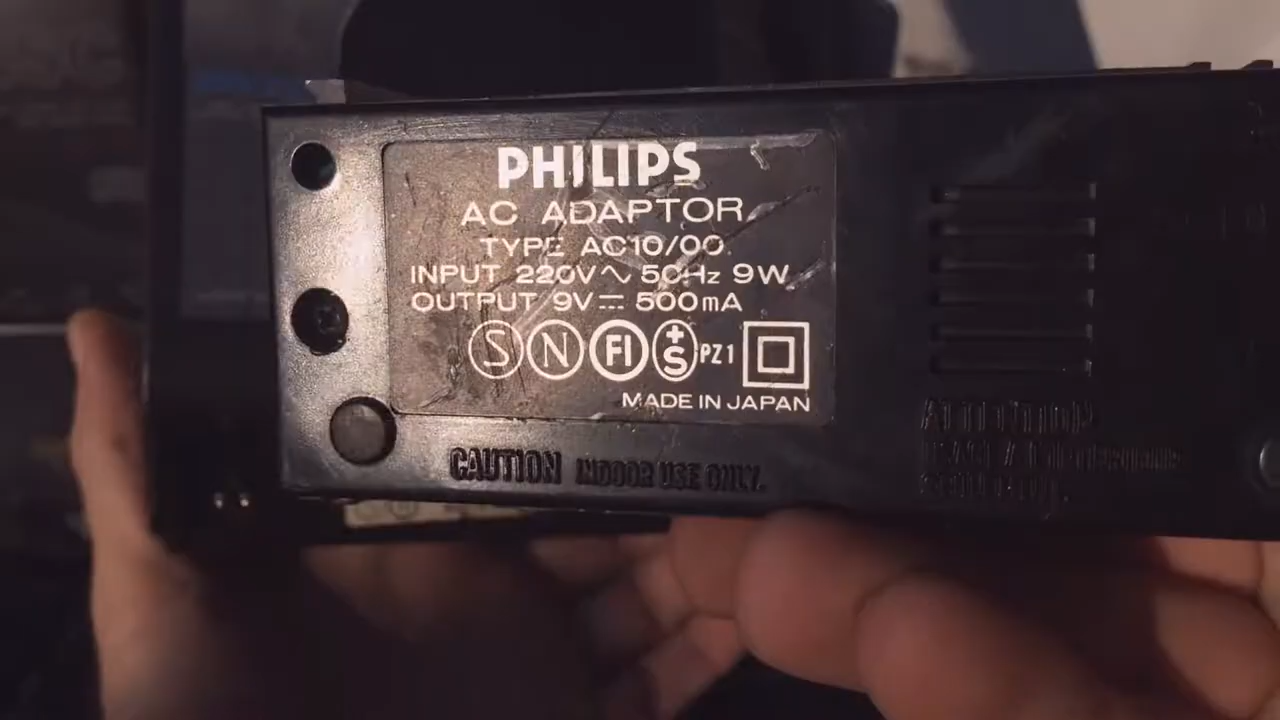 PHILIPS
AC ADAPTOR
TYPE AC10/00
INPUT 220V∿ 50Hz 9W
OUTPUT 9V⎓ 500mA
S N FI +S PZ1
MADE IN JAPAN
CAUTION INDOOR USE ONLY.
ATTENTION